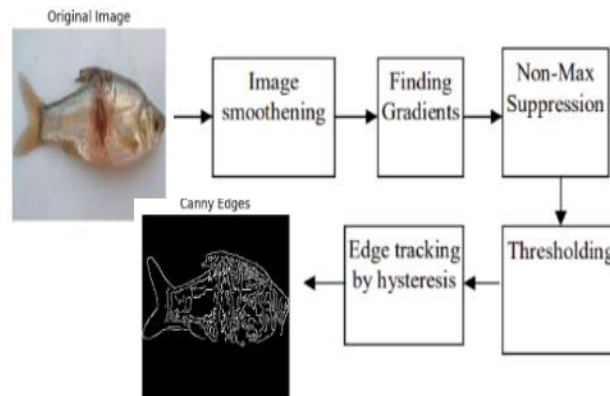 Original Image
Image
smoothening
Finding
Gradients
Non-Max
Suppression
Thresholding
Edge tracking
by hysteresis
Canny Edges